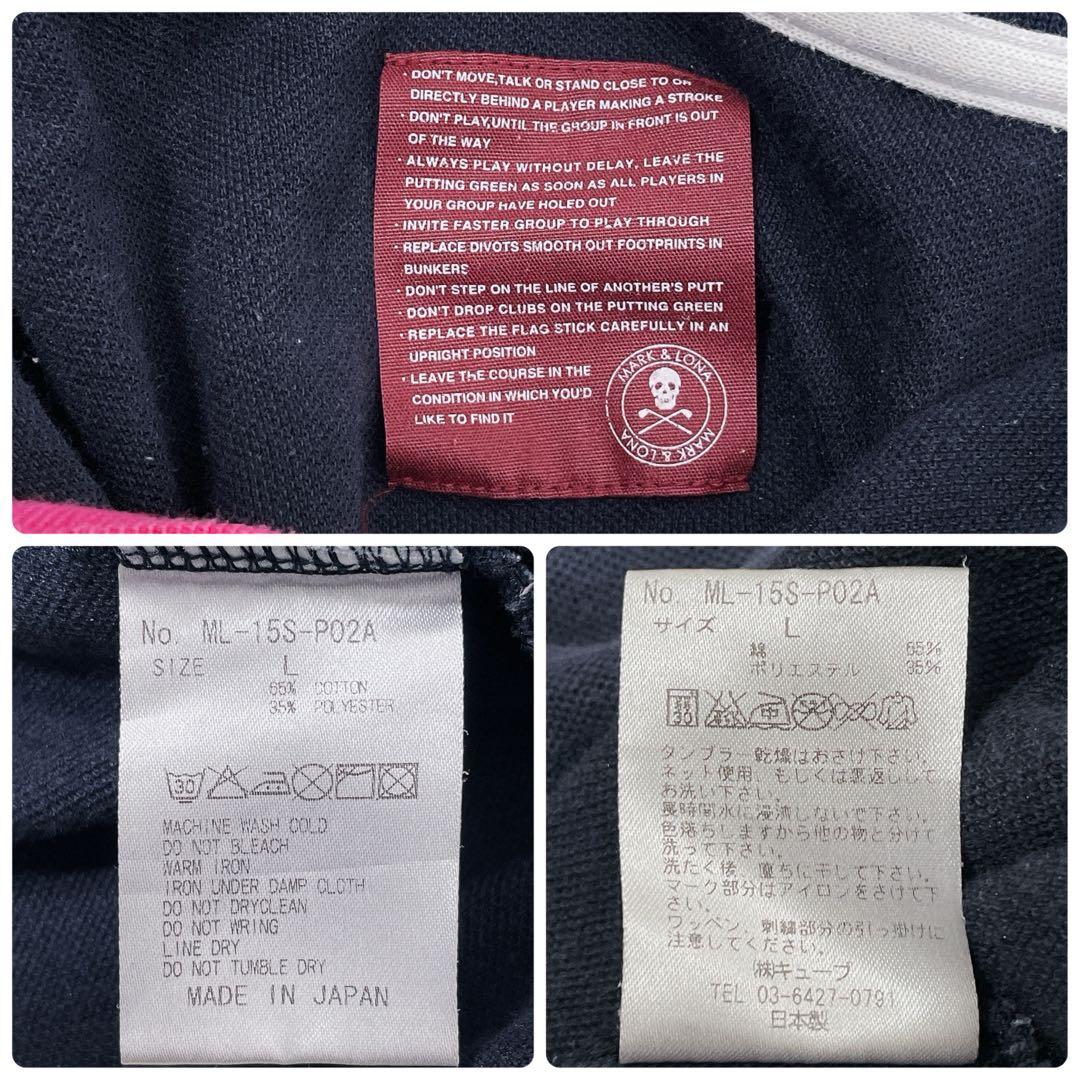 · DON'T MOVE,TALK OR STAND CLOSE TO OR
DIRECTLY BEHIND A PLAYER MAKING A STROKE
· DON'T PLAY,UNTIL THE GROUP IN FRONT IS OUT
OF THE WAY
· ALWAYS PLAY WITHOUT DELAY, LEAVE THE
PUTTING GREEN AS SOON AS ALL PLAYERS IN
YOUR GROUP HAVE HOLED OUT
· INVITE FASTER GROUP TO PLAY THROUGH
· REPLACE DIVOTS SMOOTH OUT FOOTPRINTS IN
BUNKERS
· DON'T STEP ON THE LINE OF ANOTHER'S PUTT
· DON'T DROP CLUBS ON THE PUTTING GREEN
· REPLACE THE FLAG STICK CAREFULLY IN AN
UPRIGHT POSITION
· LEAVE ThE COURSE IN THE
CONDITION IN WHICH YOU'D
LIKE TO FIND IT
MARK & LONA
MARK & LONA
No. ML-15S-P02A
SIZE L
65% COTTON
35% POLYESTER
30
MACHINE WASH COLD
DO NOT BLEACH
WARM IRON
IRON UNDER DAMP CLOTH
DO NOT DRYCLEAN
DO NOT WRING
LINE DRY
DO NOT TUMBLE DRY
MADE IN JAPAN
No. ML-15S-P02A
サイズ L
綿 65%
ポリエステル 35%
30 中
タンブラー乾燥はおさけ下さい。
ネット使用、もしくは裏返して
お洗い下さい。
長時間水に浸漬しないで下さい。
色落ちしますから他の物と分けて
洗って下さい。
洗たく後、直ちに干して下さい。
マーク部分はアイロンをさけて下
さい。
ワッペン、刺繍部分の引っ掛けに
注意してください。
㈱キューブ
TEL 03-6427-0791
日本製